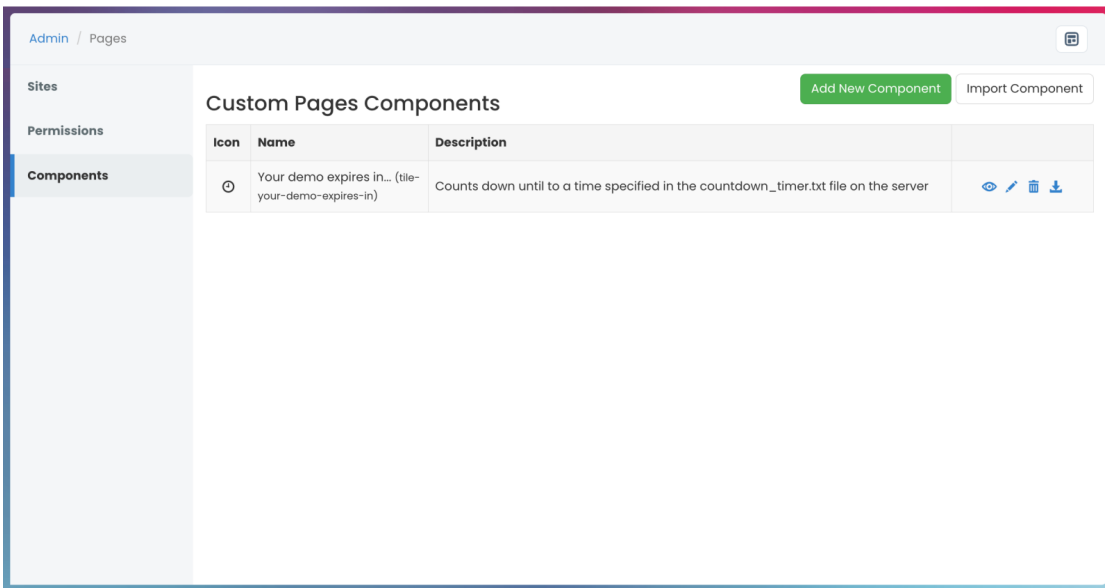 Admin / Pages
Sites
Permissions
Components
Custom Pages Components
Add New Component
Import Component
Icon Name Description
Your demo expires in... (tile-
your-demo-expires-in)
Counts down until to a time specified in the countdown_timer.txt file on the server